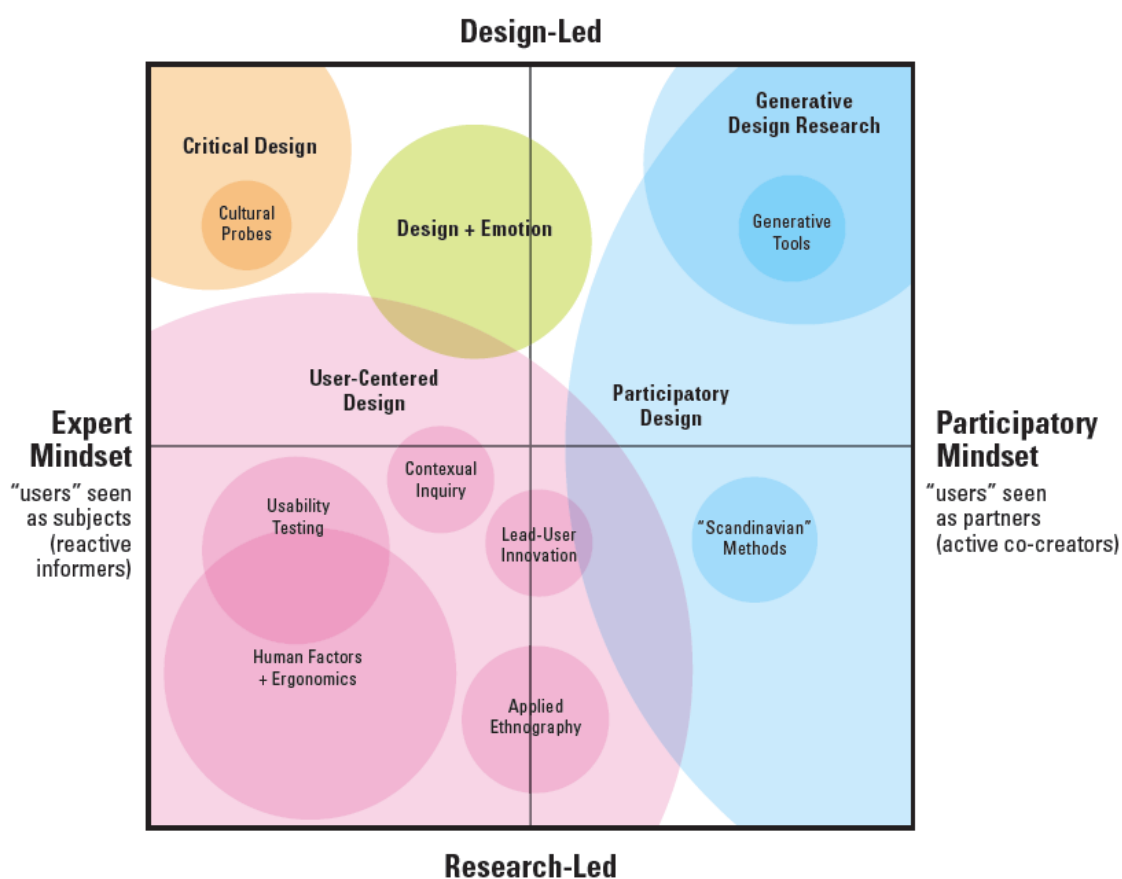 Design-Led
Generative
Design Research
Critical Design
Cultural
Probes
Design + Emotion
Generative
Tools
User-Centered
Design
Participatory
Design
Expert
Mindset
“users” seen
as subjects
(reactive
informers)
Participatory
Mindset
“users” seen
as partners
(active co-creators)
Contexual
Inquiry
Usability
Testing
Lead-User
Innovation
“Scandinavian”
Methods
Human Factors
+ Ergonomics
Applied
Ethnography
Research-Led